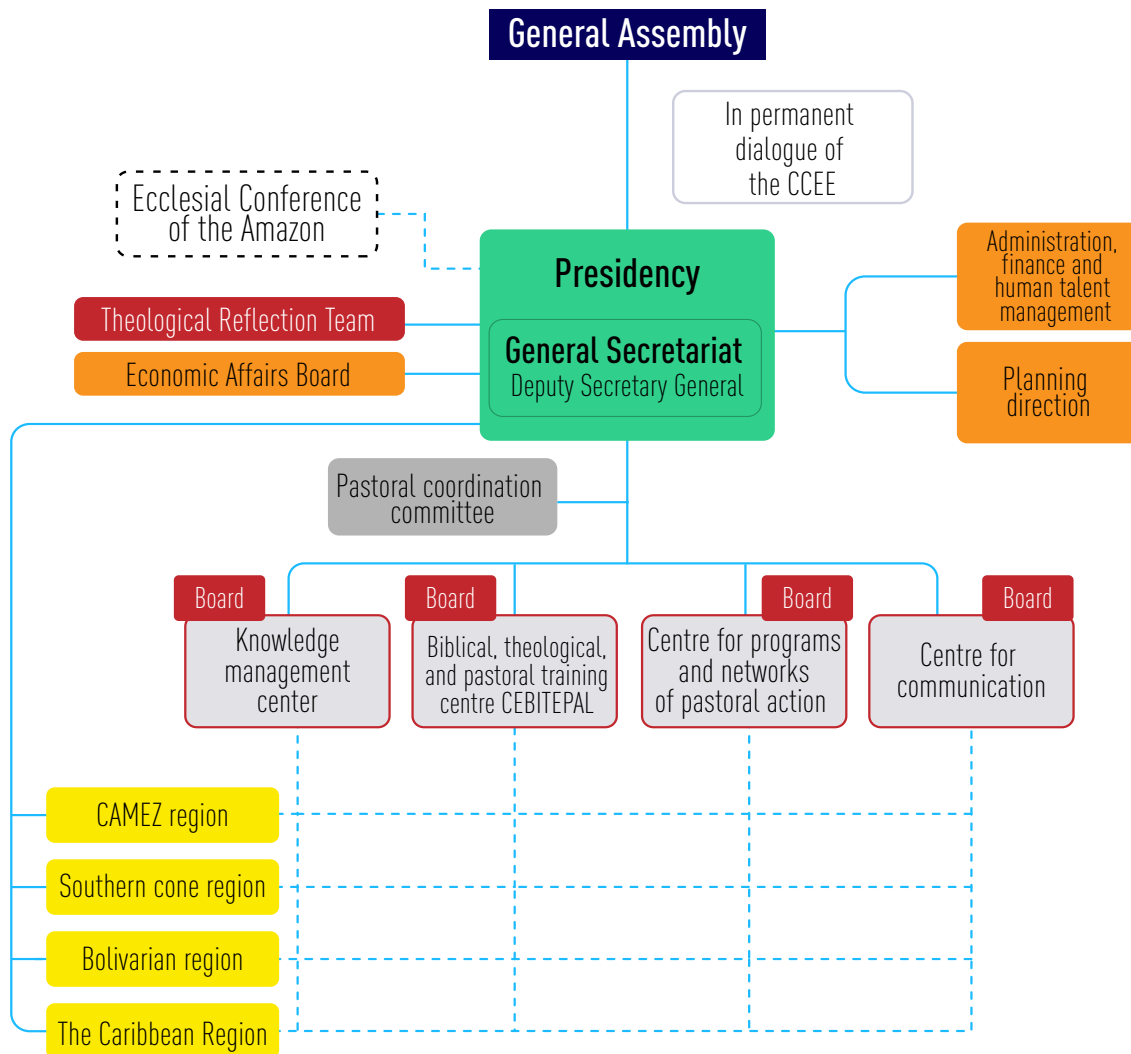 General Assembly
In permanent
dialogue of
the CCEE
Ecclesial Conference
of the Amazon
Presidency
General Secretariat
Deputy Secretary General
Theological Reflection Team
Economic Affairs Board
Administration,
finance and
human talent
management
Planning
direction
Pastoral coordination
committee
Board
Knowledge
management
center
Board
Biblical, theological,
and pastoral training
centre CEBITEPAL
Board
Centre for programs
and networks
of pastoral action
Board
Centre for
communication
CAMEZ region
Southern cone region
Bolivarian region
The Caribbean Region